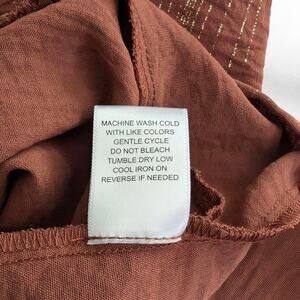 MACHINE WASH COLD
WITH LIKE COLORS
GENTLE CYCLE
DO NOT BLEACH
TUMBLE DRY LOW
COOL IRON ON
REVERSE IF NEEDED